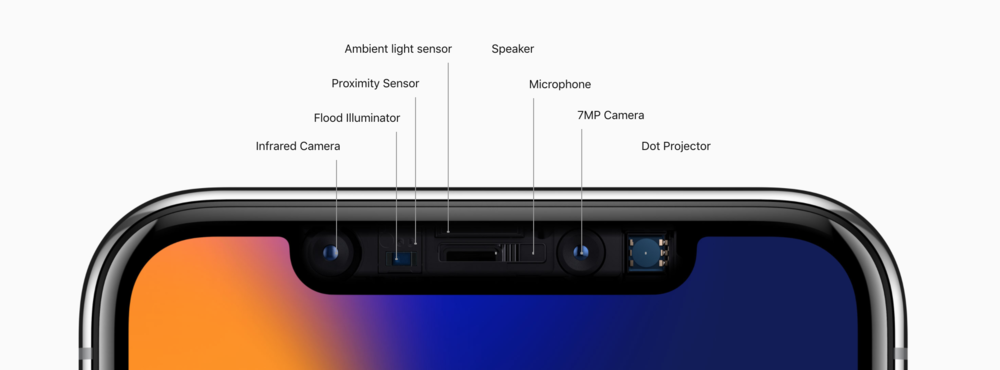 Ambient light sensor
Speaker
Proximity Sensor
Microphone
Flood Illuminator
7MP Camera
Infrared Camera
Dot Projector